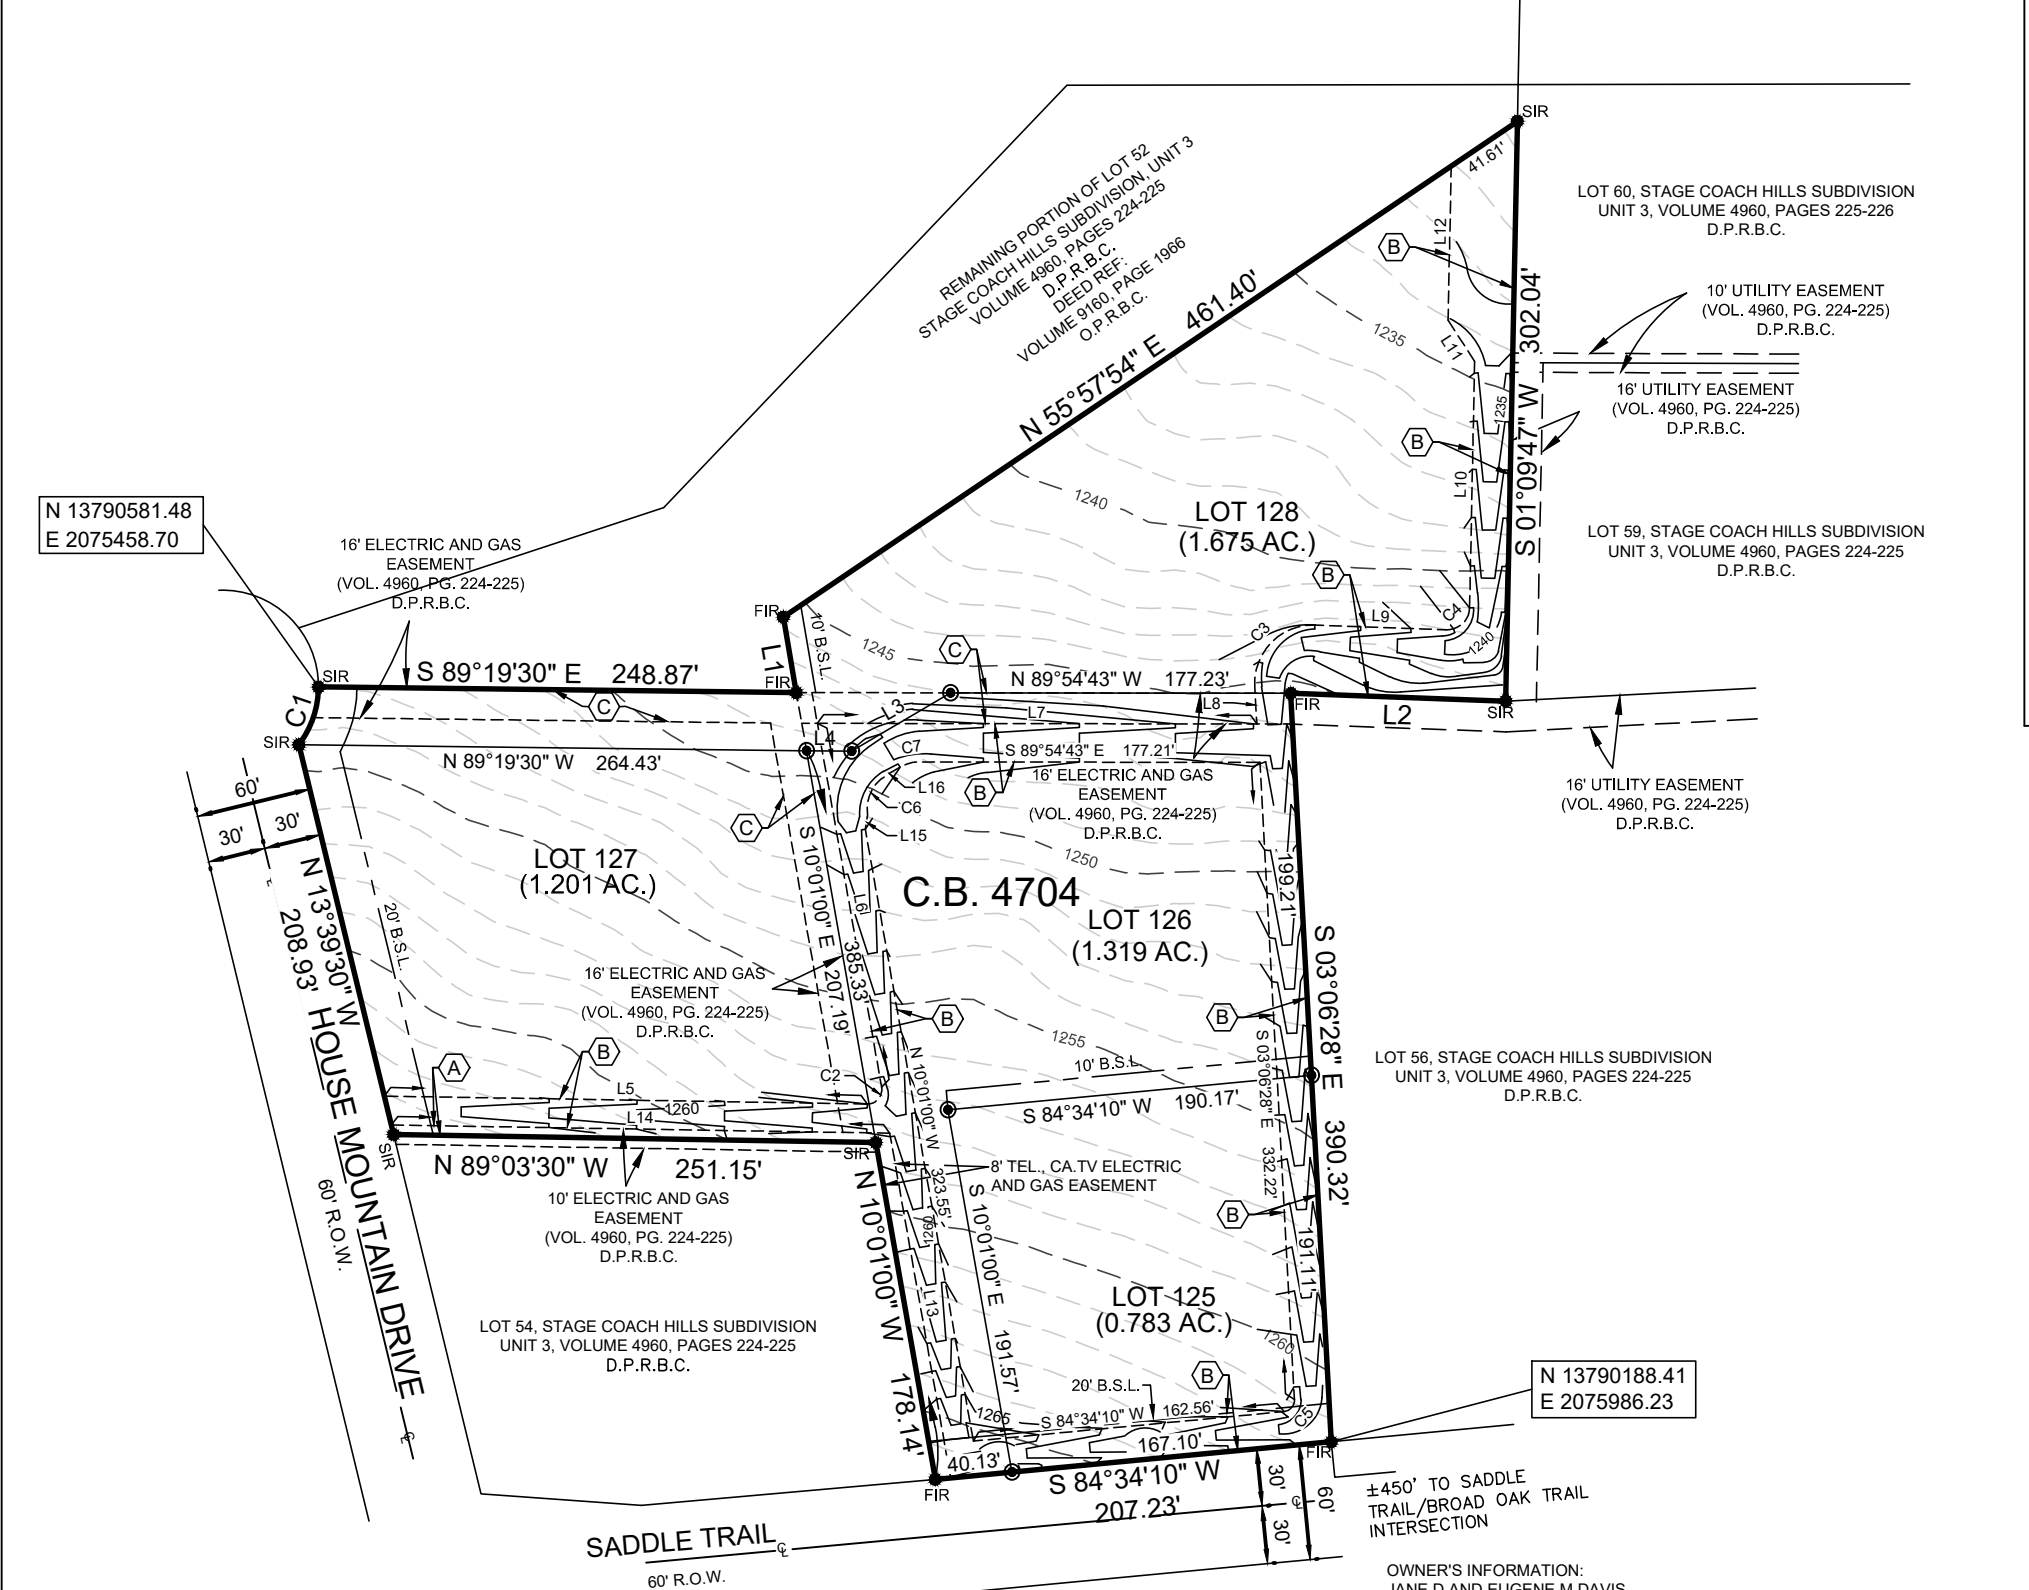 SIR
41.61'
REMAINING PORTION OF LOT 52
STAGE COACH HILLS SUBDIVISION, UNIT 3
VOLUME 4960, PAGES 224-225
D.P.R.B.C.
DEED REF:
VOLUME 9160, PAGE 1966
O.P.R.B.C.
LOT 60, STAGE COACH HILLS SUBDIVISION
UNIT 3, VOLUME 4960, PAGES 225-226
D.P.R.B.C.
B
L12
N 55°57'54" E 461.40'
1235
L11
10' UTILITY EASEMENT
(VOL. 4960, PG. 224-225)
D.P.R.B.C.
S 01°09'47" W 302.04'
16' UTILITY EASEMENT
(VOL. 4960, PG. 224-225)
D.P.R.B.C.
1235
B
L10
1240
N 13790581.48
E 2075458.70
LOT 128
(1.675 AC.)
LOT 59, STAGE COACH HILLS SUBDIVISION
UNIT 3, VOLUME 4960, PAGES 224-225
D.P.R.B.C.
16' ELECTRIC AND GAS
EASEMENT
(VOL. 4960, PG. 224-225)
D.P.R.B.C.
B
FIR
10' B.S.L
1245
C3
L9
C4
1240
L1
C
SIR
S 89°19'30" E 248.87'
FIR
N 89°54'43" W 177.23'
L8
FIR
L2
SIR
C1
C
L3
L7
SIR
N 89°19'30" W 264.43'
L4
C7
S 89°54'43" E 177.21'
16' ELECTRIC AND GAS
EASEMENT
(VOL. 4960, PG. 224-225)
D.P.R.B.C.
L16
B
C6
L15
16' UTILITY EASEMENT
(VOL. 4960, PG. 224-225)
D.P.R.B.C.
60'
30'
30'
C
LOT 127
(1.201 AC.)
1250
199.21'
N 13°39'30" W
208.93'
20' B.S.L.
S 10°01'00" E 207.19'
385.33'
L6
C.B. 4704
LOT 126
(1.319 AC.)
S 03°06'28" E 390.32'
16' ELECTRIC AND GAS
EASEMENT
(VOL. 4960, PG. 224-225)
D.P.R.B.C.
B
B
1255
S 03°06'28" E 332.22'
HOUSE MOUNTAIN DRIVE
60' R.O.W.
℄
A
B
C2
L5
1260
L14
N 10°01'00" W 323.55'
10' B.S.L.
S 84°34'10" W 190.17'
LOT 56, STAGE COACH HILLS SUBDIVISION
UNIT 3, VOLUME 4960, PAGES 224-225
D.P.R.B.C.
SIR
N 89°03'30" W 251.15'
SIR
8' TEL., CA.TV ELECTRIC
AND GAS EASEMENT
10' ELECTRIC AND GAS
EASEMENT
(VOL. 4960, PG. 224-225)
D.P.R.B.C.
N 10°01'00" W 178.14'
1260
L13
S 10°01'00" E 191.57'
B
191.11'
LOT 125
(0.783 AC.)
1260
LOT 54, STAGE COACH HILLS SUBDIVISION
UNIT 3, VOLUME 4960, PAGES 224-225
D.P.R.B.C.
B
20' B.S.L.
1265
S 84°34'10" W 162.56'
C5
N 13790188.41
E 2075986.23
40.13'
167.10'
FIR
FIR
S 84°34'10" W
207.23'
30'
60'
℄
30'
±450' TO SADDLE
TRAIL/BROAD OAK TRAIL
INTERSECTION
SADDLE TRAIL
℄
60' R.O.W.
OWNER'S INFORMATION:
JANE D AND EUGENE M DAVIS